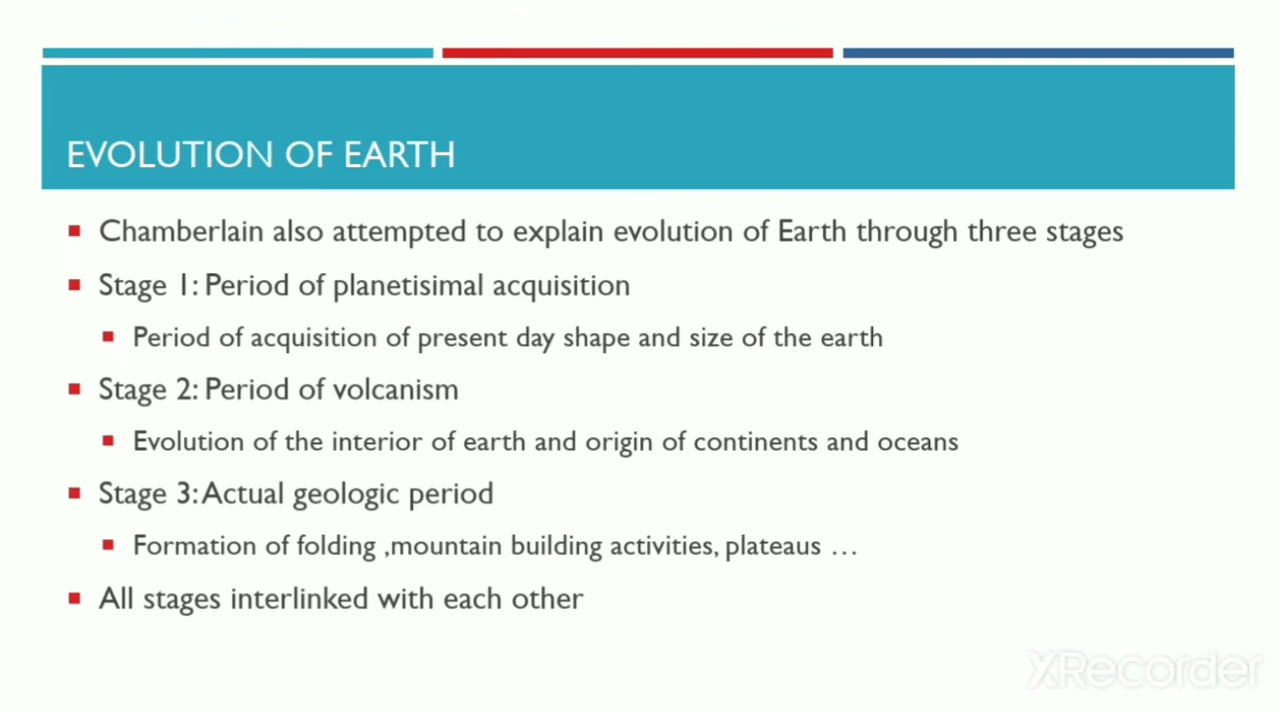 EVOLUTION OF EARTH
Chamberlain also attempted to explain evolution of Earth through three stages
Stage 1: Period of planetisimal acquisition
Period of acquisition of present day shape and size of the earth
Stage 2: Period of volcanism
Evolution of the interior of earth and origin of continents and oceans
Stage 3: Actual geologic period
Formation of folding ,mountain building activities, plateaus …
All stages interlinked with each other
XRecorder